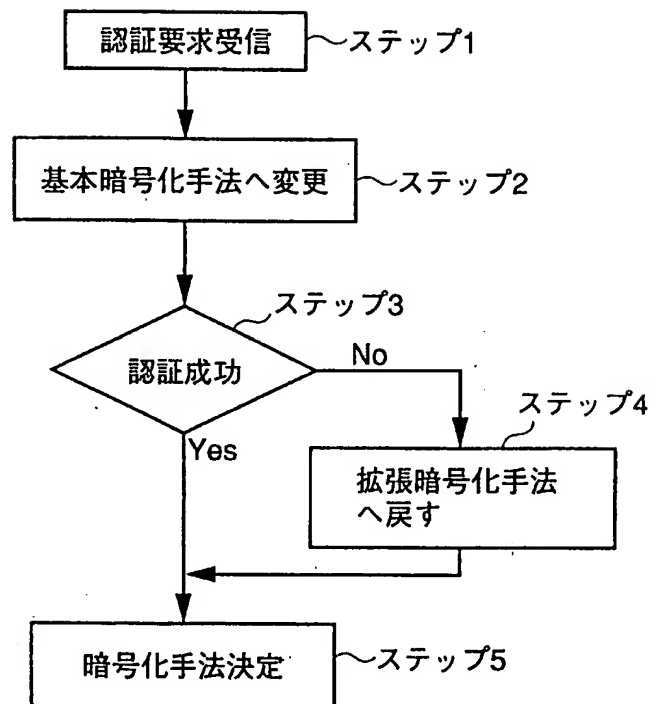 認証要求受信
ステップ1
基本暗号化手法へ変更
ステップ2
ステップ3
認証成功
No
Yes
ステップ4
拡張暗号化手法
へ戻す
暗号化手法決定
ステップ5